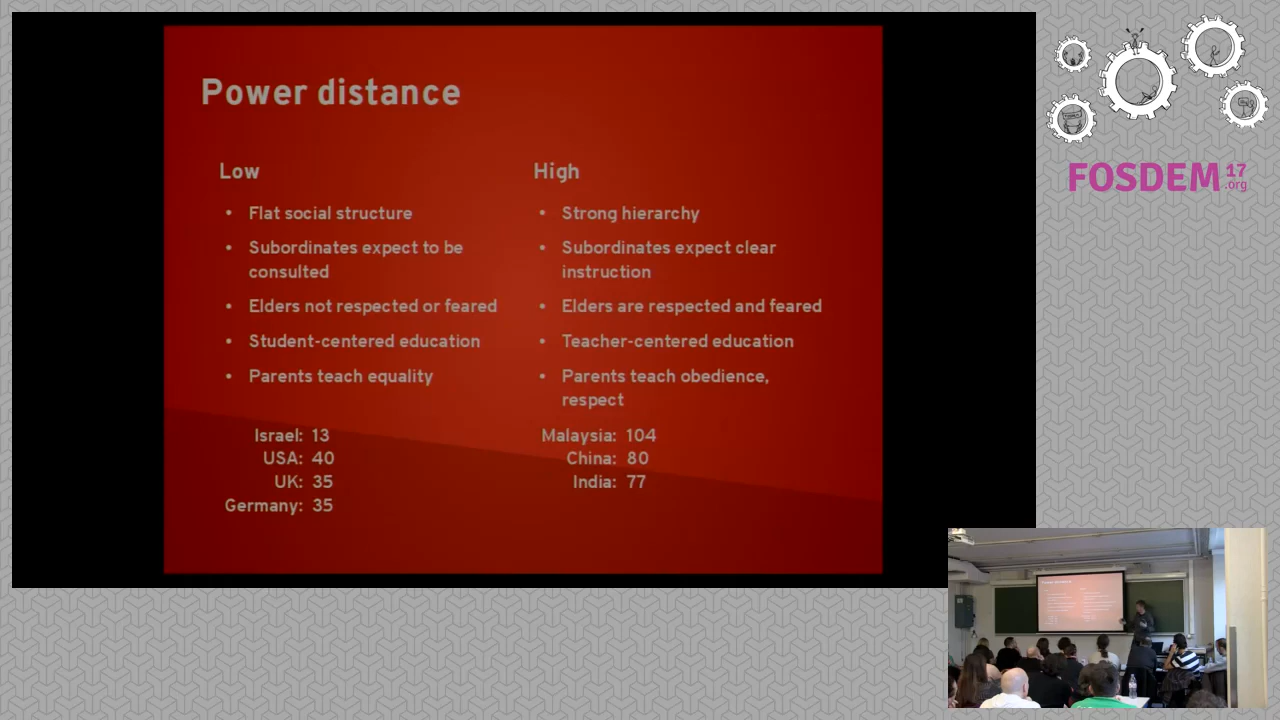 Power distance
Low
• Flat social structure
• Subordinates expect to be
consulted
• Elders not respected or feared
• Student-centered education
• Parents teach equality
Israel: 13
USA: 40
UK: 35
Germany: 35
High
• Strong hierarchy
• Subordinates expect clear
instruction
• Elders are respected and feared
• Teacher-centered education
• Parents teach obedience,
respect
Malaysia: 104
China: 80
India: 77
FOSDEM 17
.org